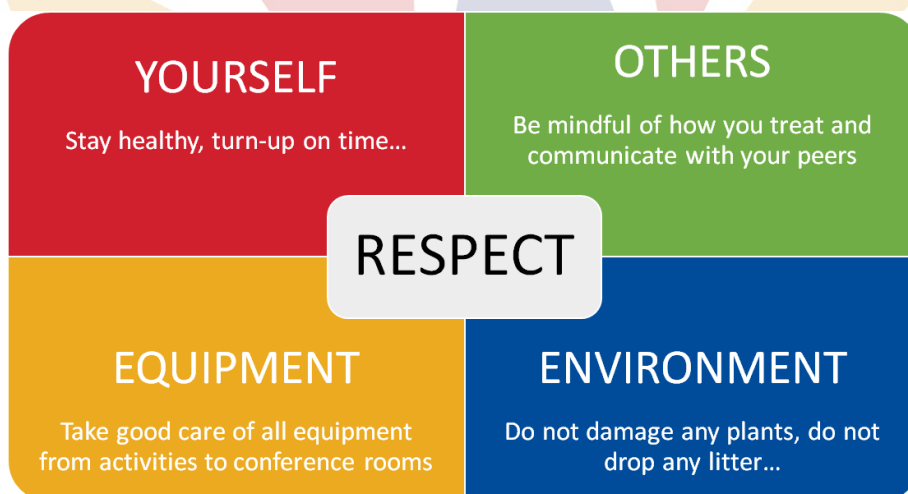 YOURSELF
Stay healthy, turn-up on time...
OTHERS
Be mindful of how you treat and
communicate with your peers
RESPECT
EQUIPMENT
Take good care of all equipment
from activities to conference rooms
ENVIRONMENT
Do not damage any plants, do not
drop any litter...